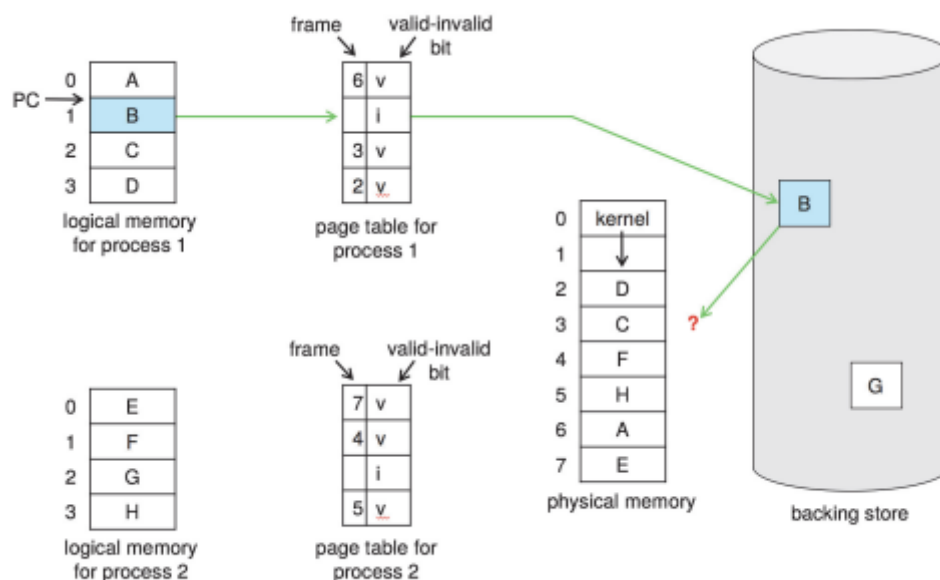 frame
valid-invalid
bit
0 A 6 v
PC
1 B i
2 C 3 v
3 D 2 v
logical memory
for process 1
page table for
process 1
B
0 kernel
1
2 D
3 C ?
4 F
5 H
6 A
7 E
physical memory
G
backing store
frame
valid-invalid
bit
0 E 7 v
1 F 4 v
2 G i
3 H 5 v
logical memory
for process 2
page table for
process 2